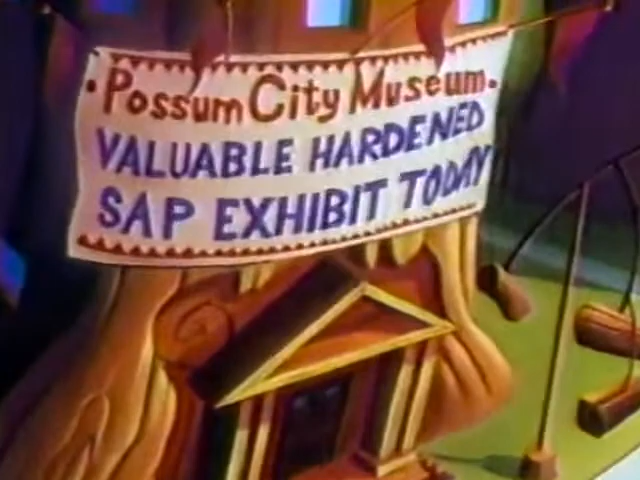 Possum City Museum
VALUABLE HARDENED
SAP EXHIBIT TODAY